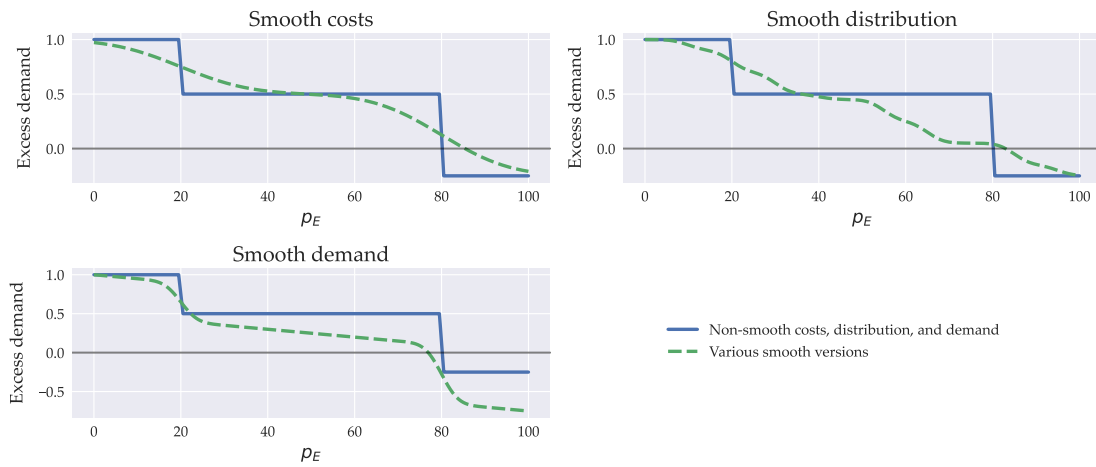 Smooth costs
1.0
0.5
0.0
Excess demand
0 20 40 60 80 100
p_E
Smooth distribution
1.0
0.5
0.0
Excess demand
0 20 40 60 80 100
p_E
Smooth demand
1.0
0.5
0.0
−0.5
Excess demand
0 20 40 60 80 100
p_E
Non-smooth costs, distribution, and demand
Various smooth versions